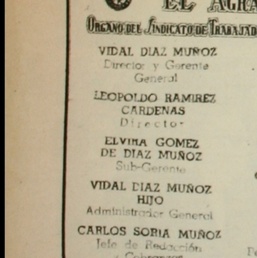 EL AGRA
ORGANO DEL SINDICATO DE TRABAJAD
VIDAL DIAZ MUÑOZ
Director y Gerente
General
LEOPOLDO RAMIREZ
CARDENAS
Director
ELVIRA GOMEZ
DE DIAZ MUÑOZ
Sub-Gerente
VIDAL DIAZ MUÑOZ
HIJO
Administrador General
CARLOS SORIA MUÑOZ
Jefe de Redacción
y Cobranzas